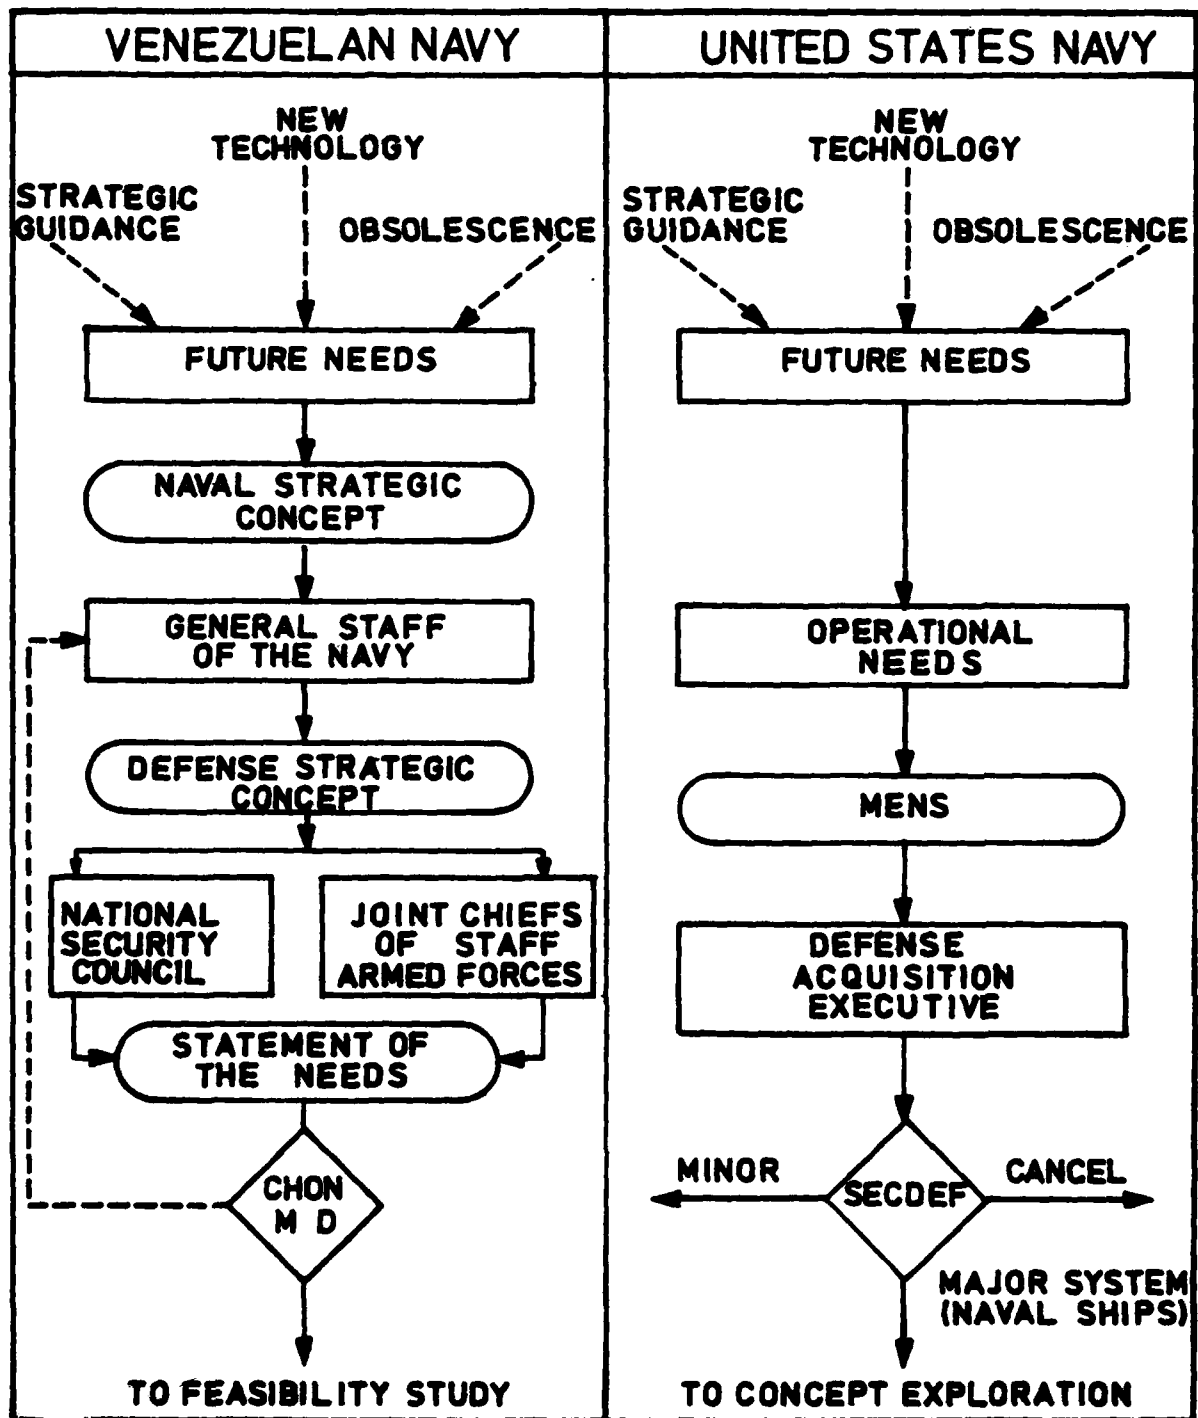 VENEZUELAN NAVY
NEW
TECHNOLOGY
STRATEGIC
GUIDANCE
OBSOLESCENCE
FUTURE NEEDS
NAVAL STRATEGIC
CONCEPT
GENERAL STAFF
OF THE NAVY
DEFENSE STRATEGIC
CONCEPT
NATIONAL
SECURITY
COUNCIL
JOINT CHIEFS
OF STAFF
ARMED FORCES
STATEMENT OF
THE NEEDS
CHON
M D
TO FEASIBILITY STUDY
UNITED STATES NAVY
NEW
TECHNOLOGY
STRATEGIC
GUIDANCE
OBSOLESCENCE
FUTURE NEEDS
OPERATIONAL
NEEDS
MENS
DEFENSE
ACQUISITION
EXECUTIVE
MINOR
SECDEF
CANCEL
MAJOR SYSTEM
(NAVAL SHIPS)
TO CONCEPT EXPLORATION